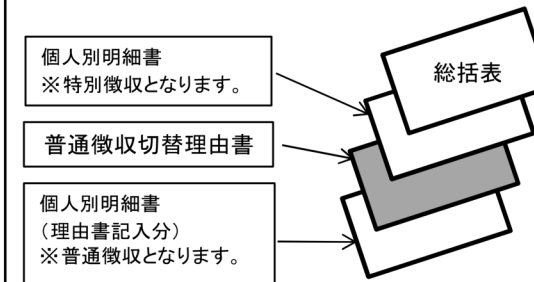 個人別明細書
※特別徴収となります。
総括表
普通徴収切替理由書
個人別明細書
（理由書記入分）
※普通徴収となります。